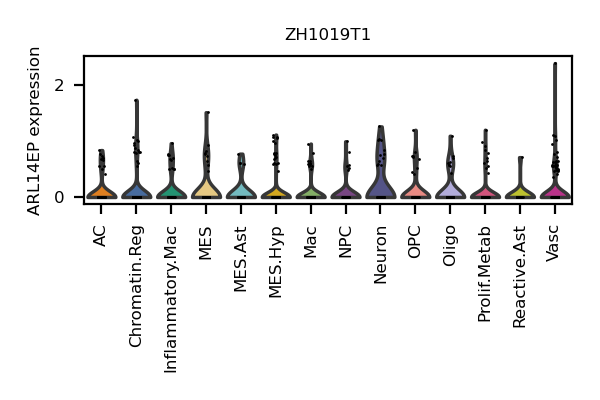 ZH1019T1
ARL14EP expression
2
0
AC
Chromatin.Reg
Inflammatory.Mac
MES
MES.Ast
MES.Hyp
Mac
NPC
Neuron
OPC
Oligo
Prolif.Metab
Reactive.Ast
Vasc